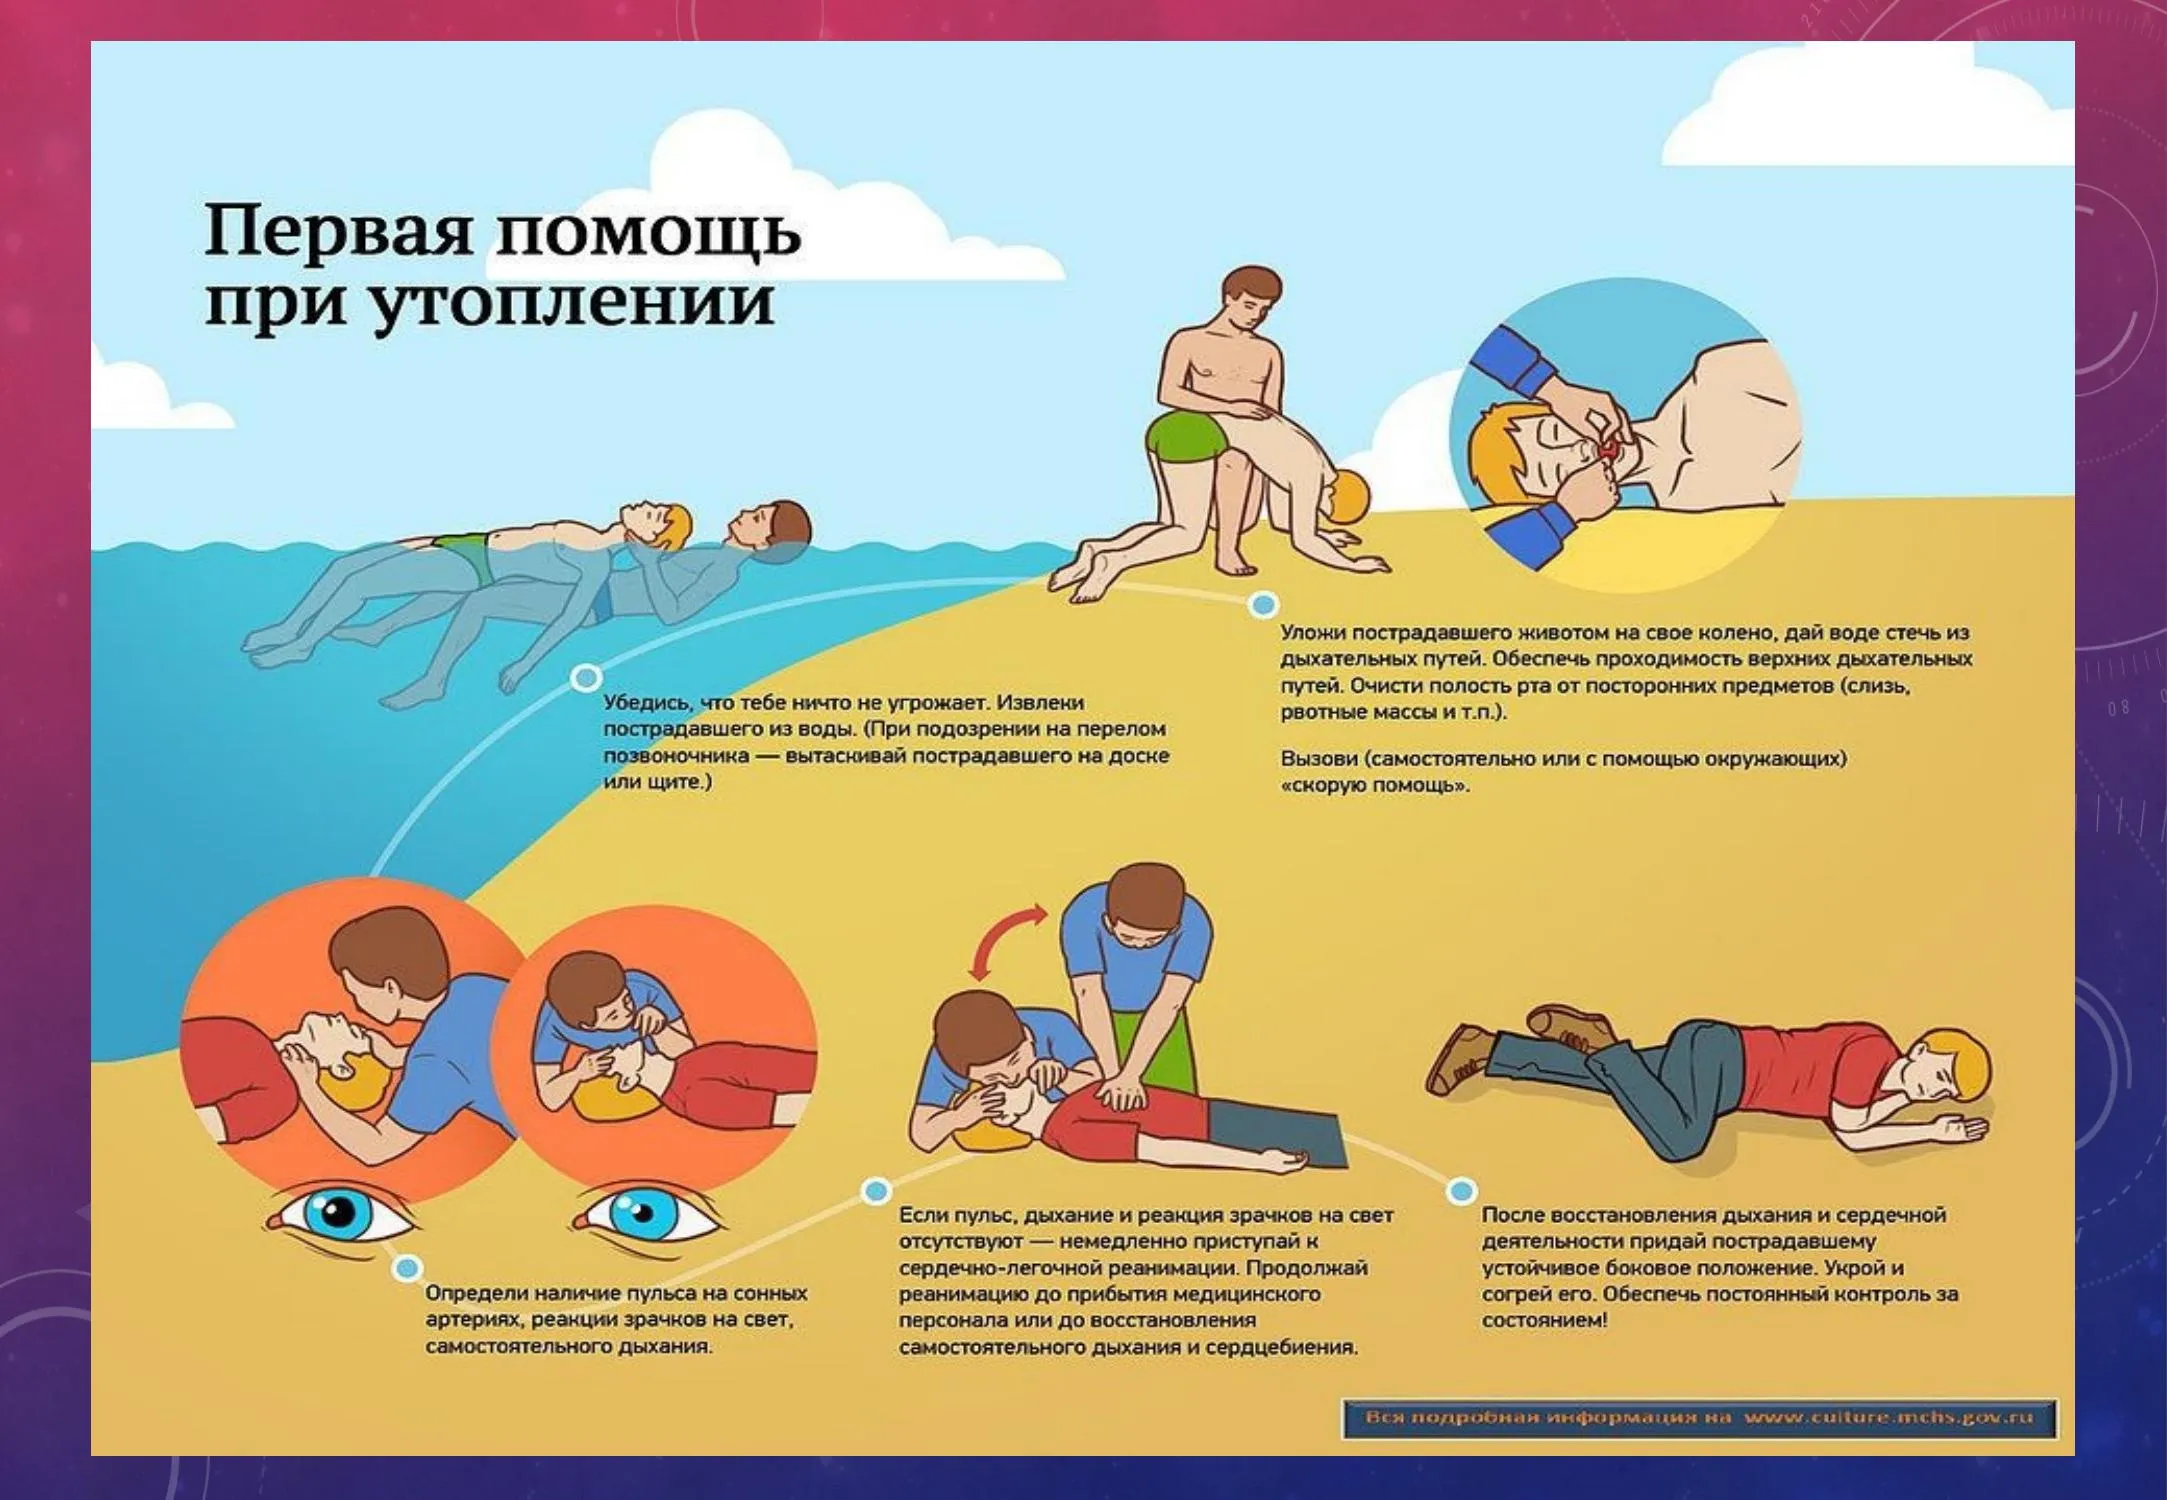 Первая помощь
при утоплении
Убедись, что тебе ничто не угрожает. Извлеки
пострадавшего из воды. (При подозрении на перелом
позвоночника — вытаскивай пострадавшего на доске
или щите.)
Уложи пострадавшего животом на свое колено, дай воде стечь из
дыхательных путей. Обеспечь проходимость верхних дыхательных
путей. Очисти полость рта от посторонних предметов (слизь,
рвотные массы и т.п.).
Вызови (самостоятельно или с помощью окружающих)
«скорую помощь».
Определи наличие пульса на сонных
артериях, реакции зрачков на свет,
самостоятельного дыхания.
Если пульс, дыхание и реакция зрачков на свет
отсутствуют — немедленно приступай к
сердечно-легочной реанимации. Продолжай
реанимацию до прибытия медицинского
персонала или до восстановления
самостоятельного дыхания и сердцебиения.
После восстановления дыхания и сердечной
деятельности придай пострадавшему
устойчивое боковое положение. Укрой и
согрей его. Обеспечь постоянный контроль за
состоянием!
Вся подробная информация на www.culture.mchs.gov.ru